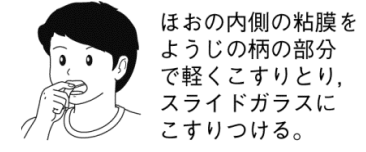 ほおの内側の粘膜を
ようじの柄の部分
で軽くこすりとり，
スライドガラスに
こすりつける。